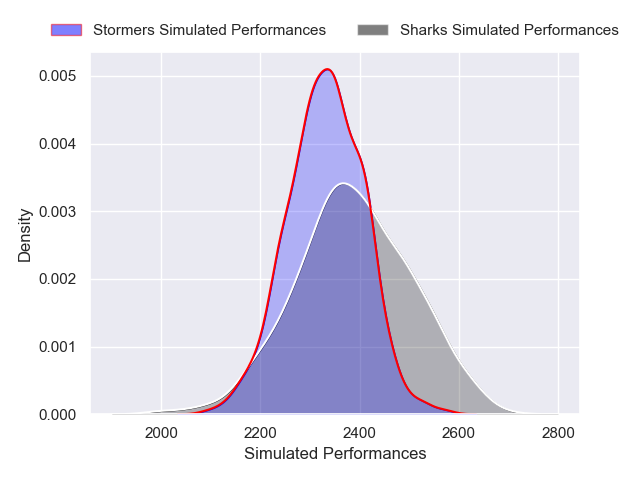 Stormers Simulated Performances Sharks Simulated Performances
0.005
0.004
0.003
0.002
0.001
0.000
Density
2000 2200 2400 2600 2800
Simulated Performances